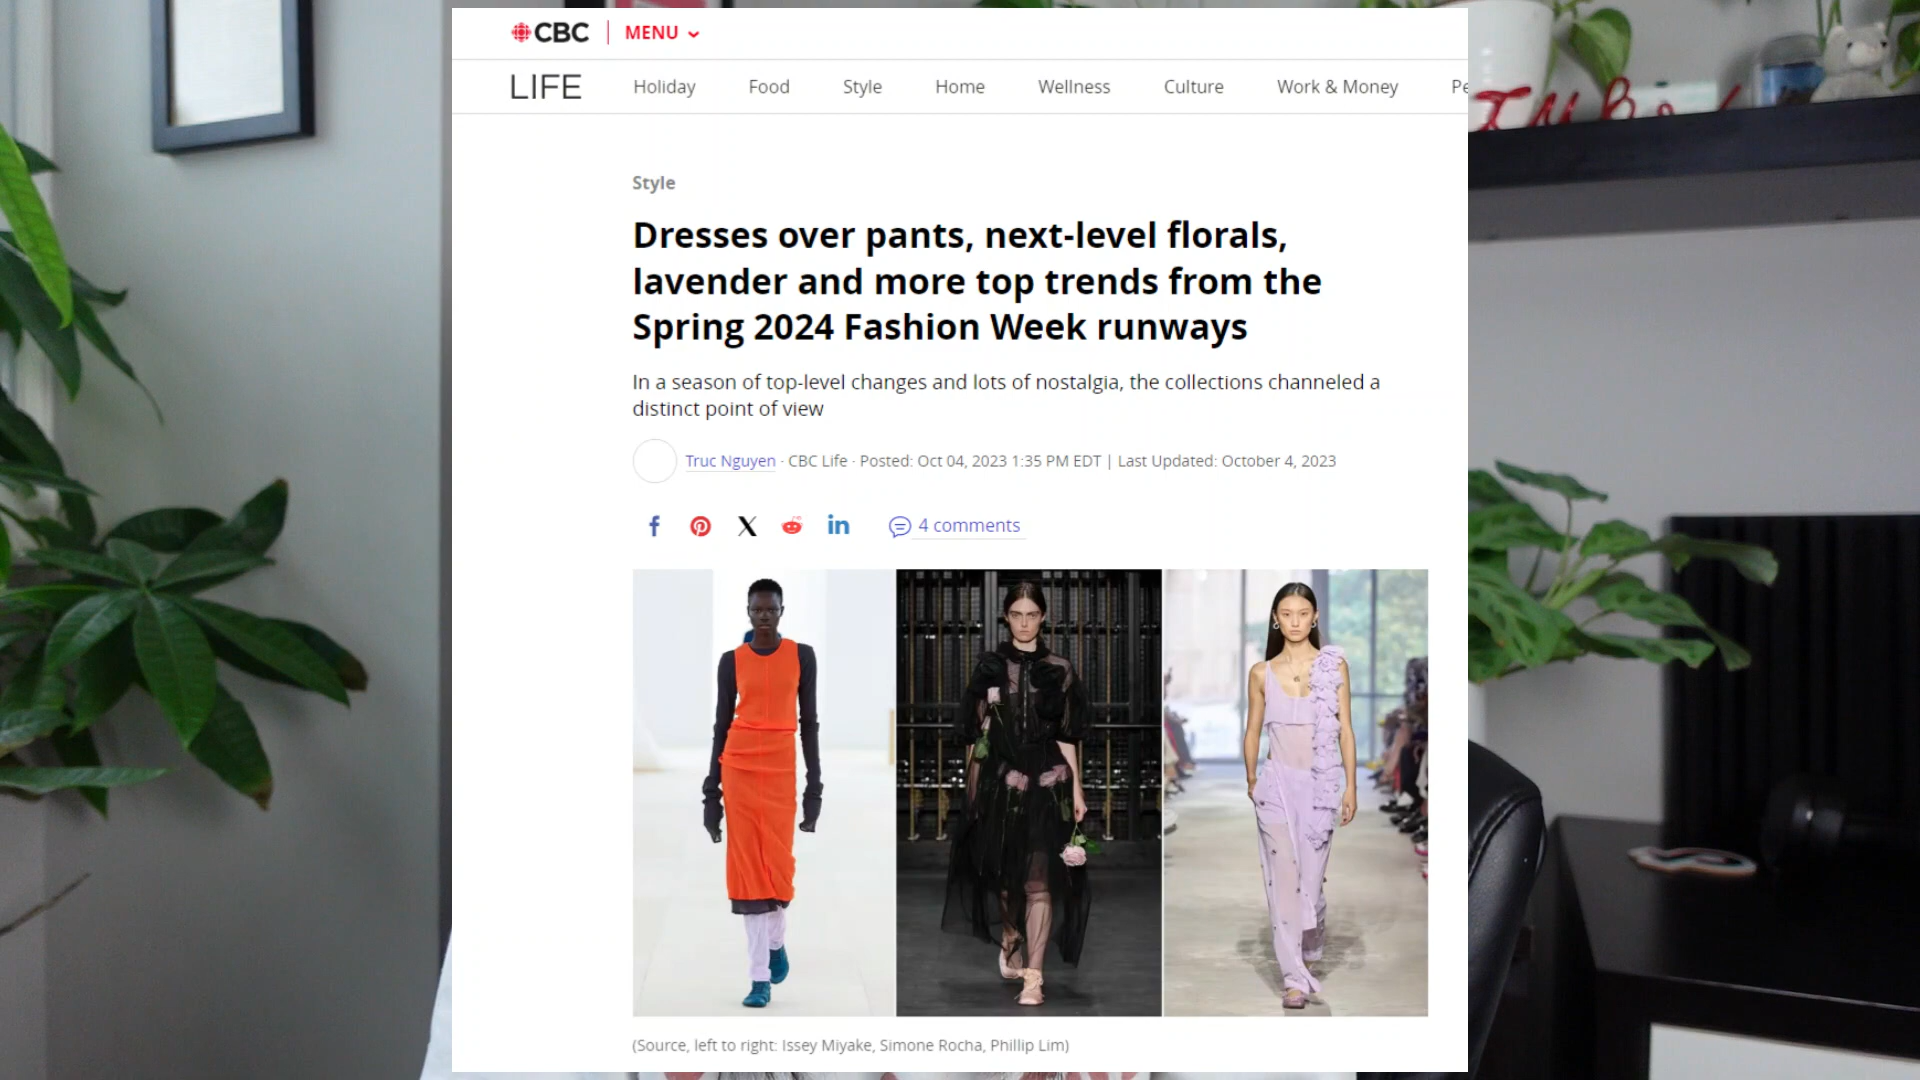 CBC MENU
LIFE Holiday Food Style Home Wellness Culture Work & Money Pe
Style
Dresses over pants, next-level florals,
lavender and more top trends from the
Spring 2024 Fashion Week runways
In a season of top-level changes and lots of nostalgia, the collections channeled a
distinct point of view
Truc Nguyen · CBC Life · Posted: Oct 04, 2023 1:35 PM EDT | Last Updated: October 4, 2023
4 comments
(Source, left to right: Issey Miyake, Simone Rocha, Phillip Lim)